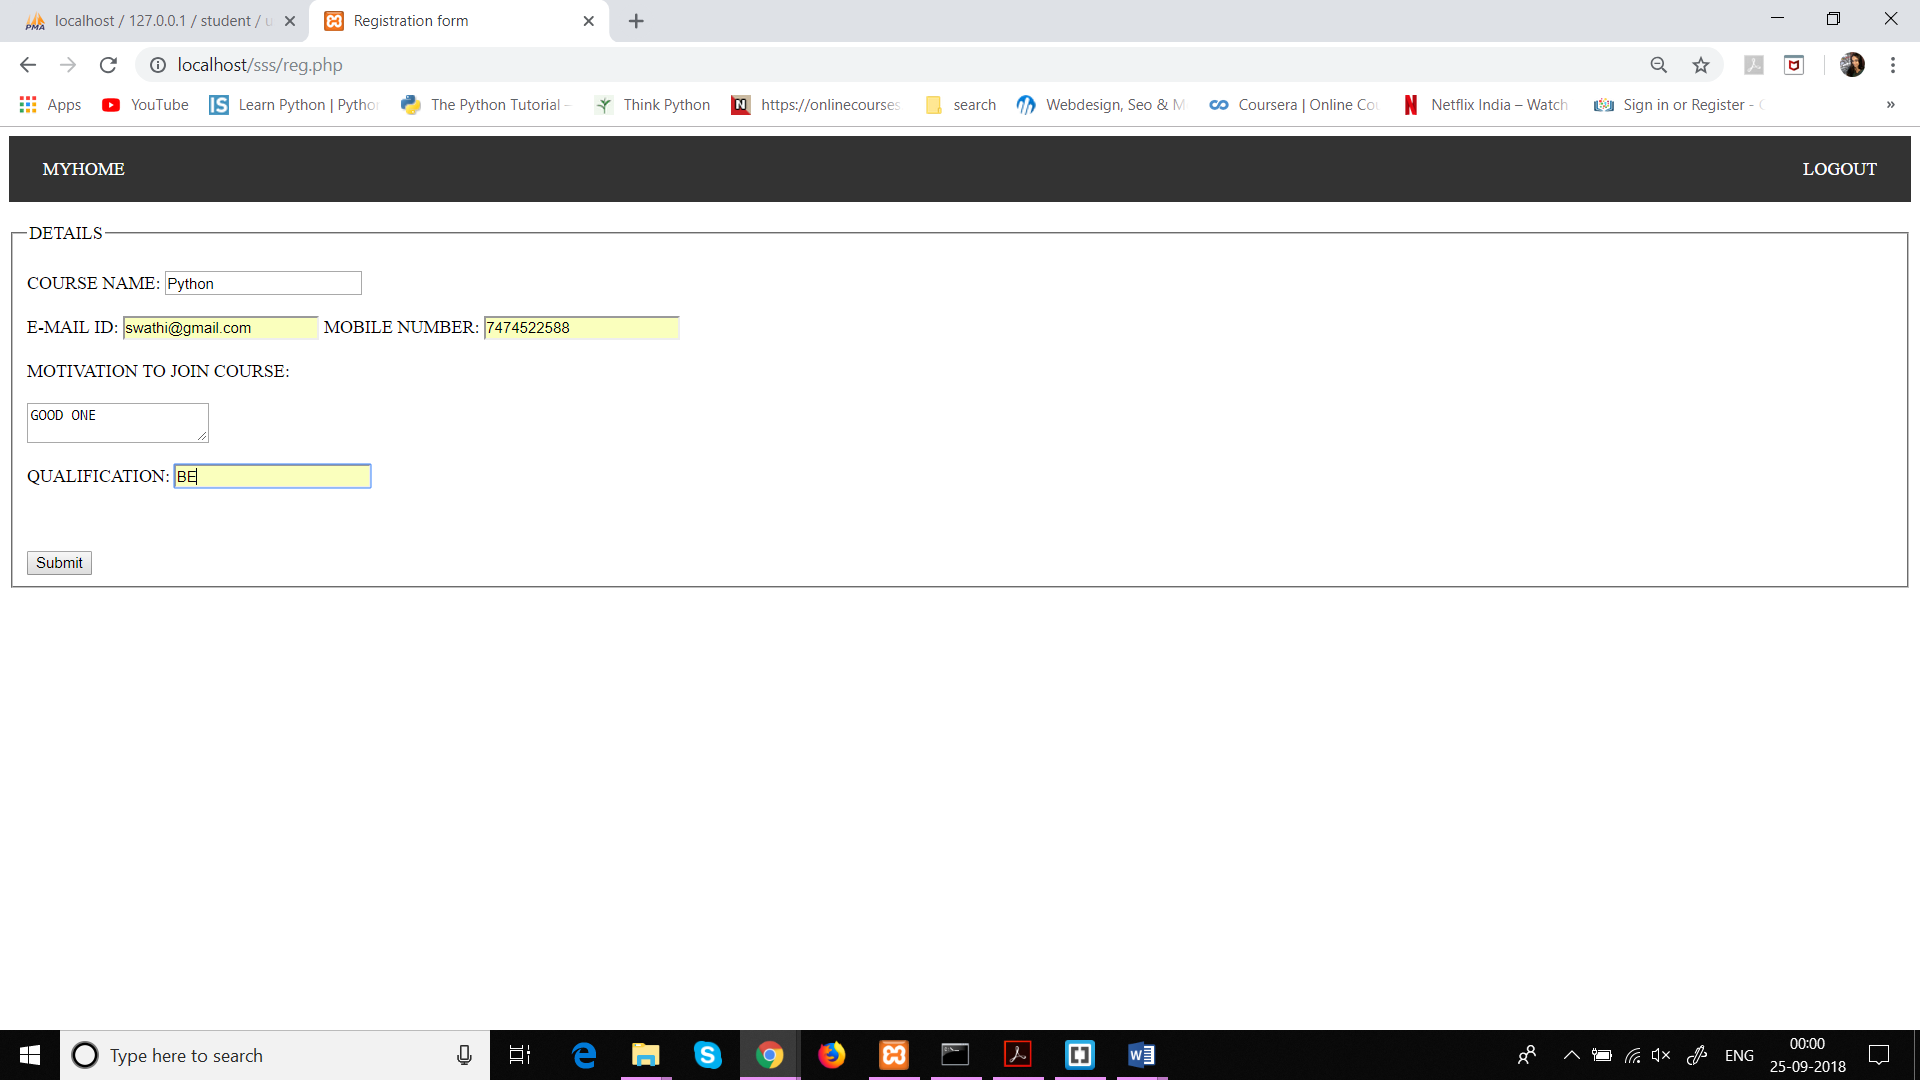 localhost / 127.0.0.1 / student / u
Registration form
localhost/sss/reg.php
Apps
YouTube
Learn Python | Pytho
The Python Tutorial –
Think Python
https://onlinecourses
search
Webdesign, Seo & M
Coursera | Online Co
Netflix India – Watch
Sign in or Register -
»
MYHOME
LOGOUT
DETAILS
COURSE NAME: Python
E-MAIL ID: swathi@gmail.com MOBILE NUMBER: 7474522588
MOTIVATION TO JOIN COURSE:
GOOD ONE
QUALIFICATION: BE
Submit
Type here to search
ENG
00:00
25-09-2018